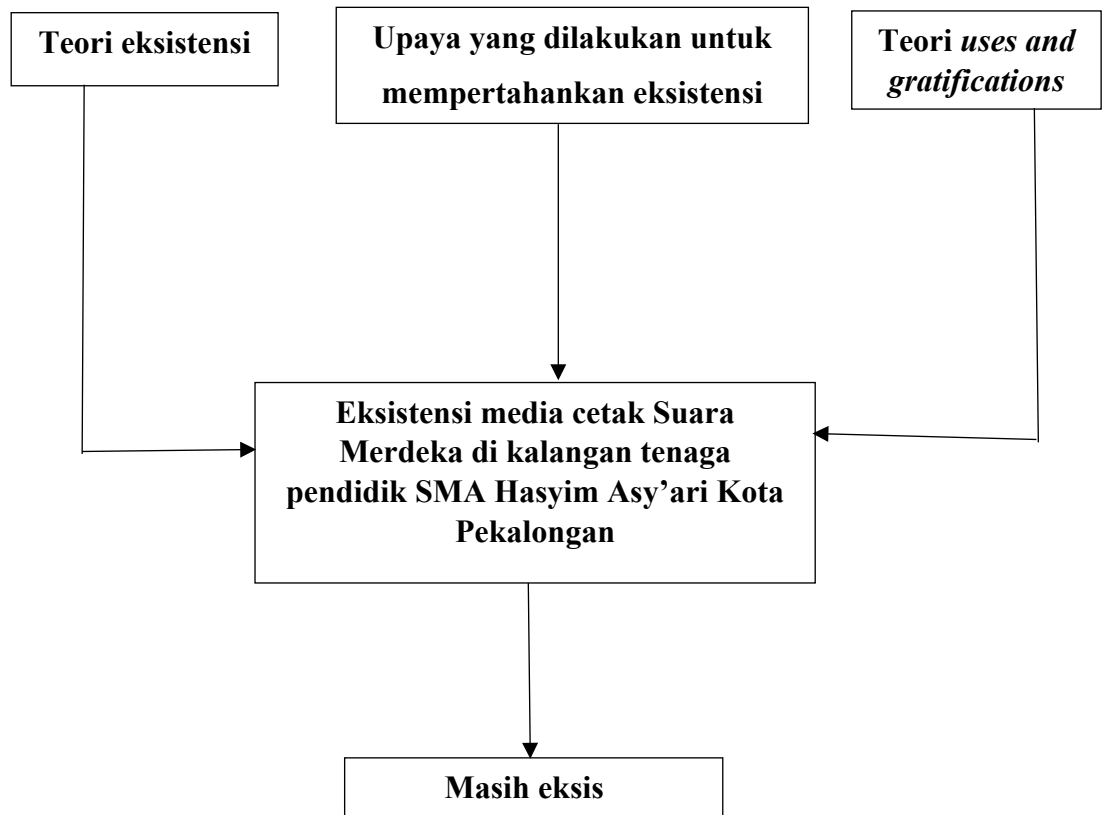 Teori eksistensi
Upaya yang dilakukan untuk
mempertahankan eksistensi
Teori uses and
gratifications
Eksistensi media cetak Suara
Merdeka di kalangan tenaga
pendidik SMA Hasyim Asy’ari Kota
Pekalongan
Masih eksis